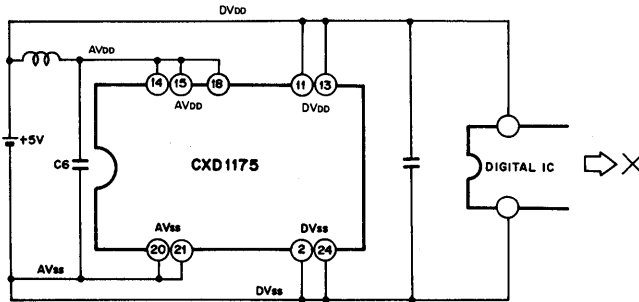 DVDD
AVDD
14 15 18 11 13
AVDD DVDD
+5V
C6
CXD1175
DIGITAL IC
AVSS DVSS
20 21 2 24
AVSS
DVSS